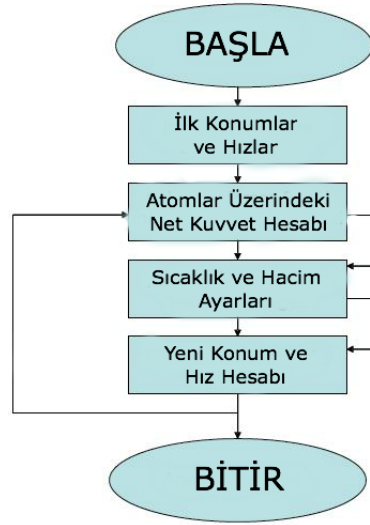 BAŞLA
İlk Konumlar
ve Hızlar
Atomlar Üzerindeki
Net Kuvvet Hesabı
Sıcaklık ve Hacim
Ayarları
Yeni Konum ve
Hız Hesabı
BİTİR